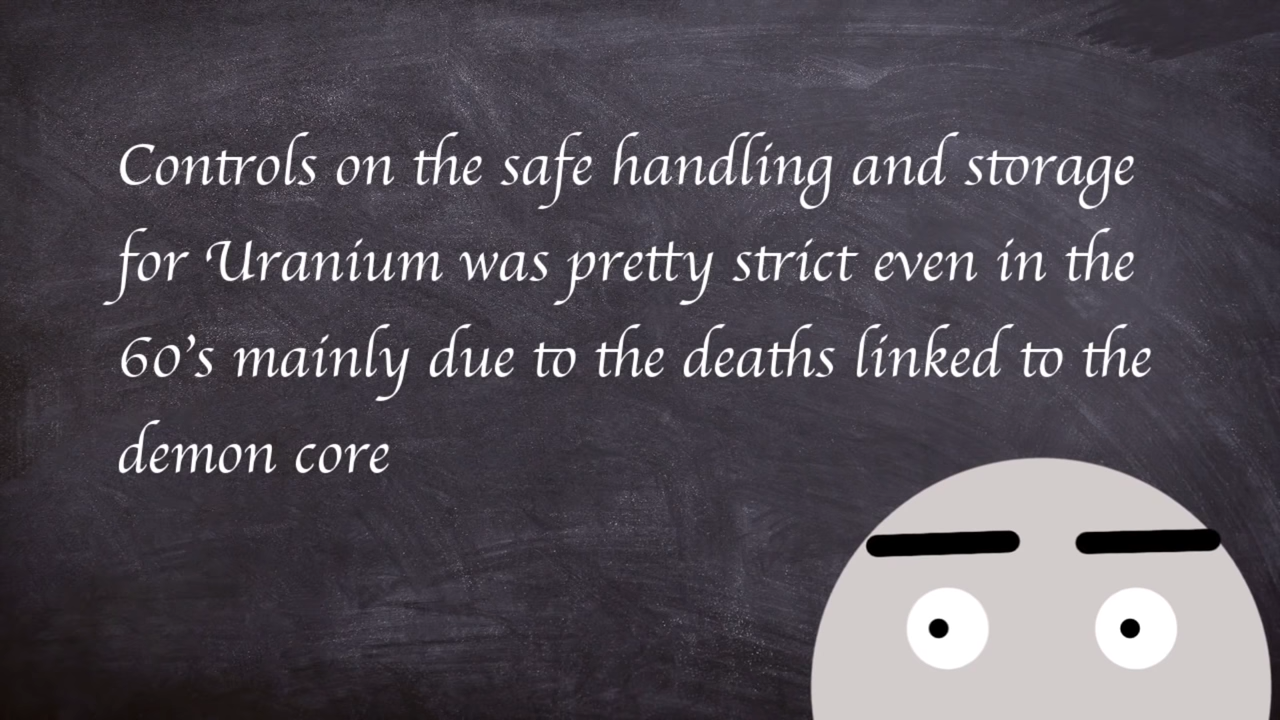 Controls on the safe handling and storage
for Uranium was pretty strict even in the
60's mainly due to the deaths linked to the
demon core